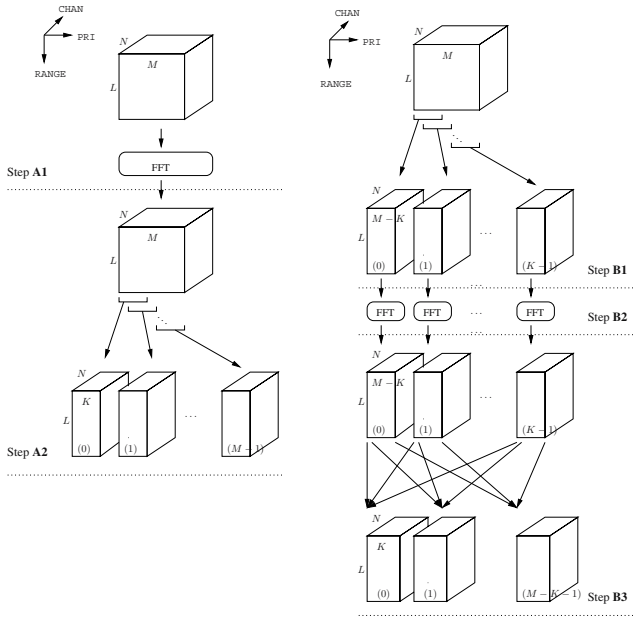 CHAN
PRI
RANGE
N
M
L
FFT
Step A1
N
M
L
N
K
L
(0)
(1)
...
(M − 1)
Step A2
CHAN
PRI
RANGE
N
M
L
N
M − K
L
(0)
(1)
...
(K − 1)
Step B1
...
FFT
FFT
...
FFT
Step B2
...
N
M − K
L
(0)
(1)
...
(K − 1)
N
K
L
(0)
(1)
(M − K − 1)
Step B3